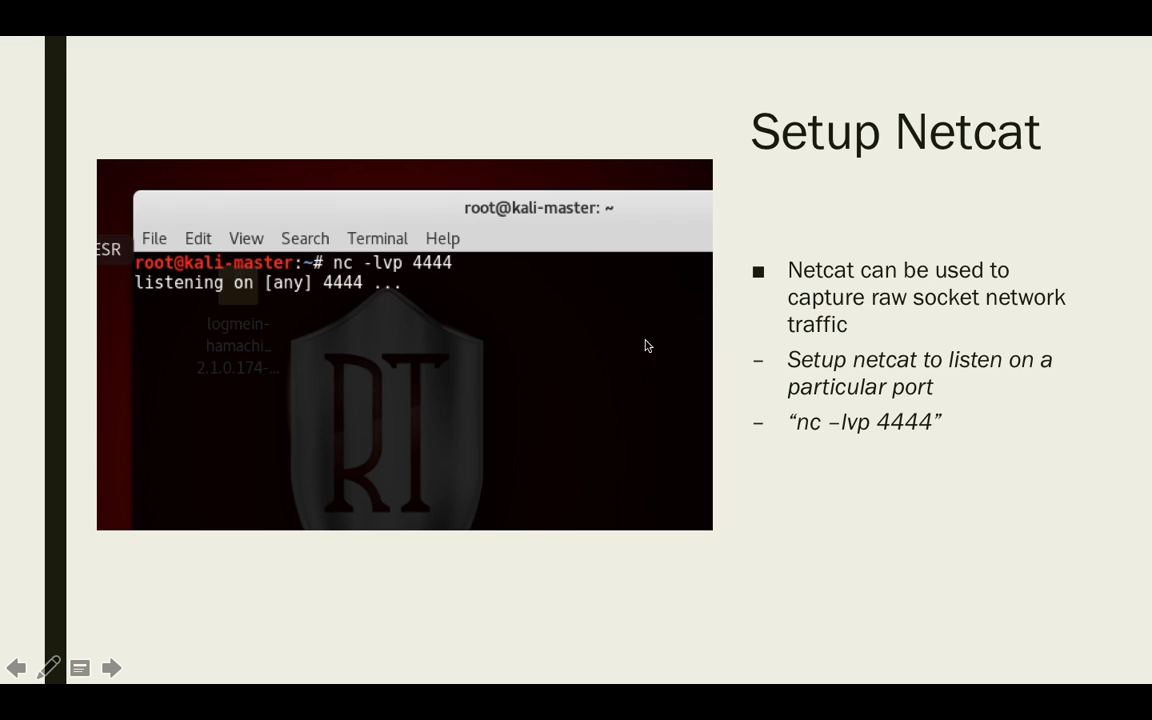 Setup Netcat
root@kali-master: ~
File Edit View Search Terminal Help
ESR
root@kali-master:~# nc -lvp 4444
listening on [any] 4444 ...
logmein-
hamachi_
2.1.0.174-...
RT
■ Netcat can be used to
capture raw socket network
traffic
– Setup netcat to listen on a
particular port
– “nc –lvp 4444”